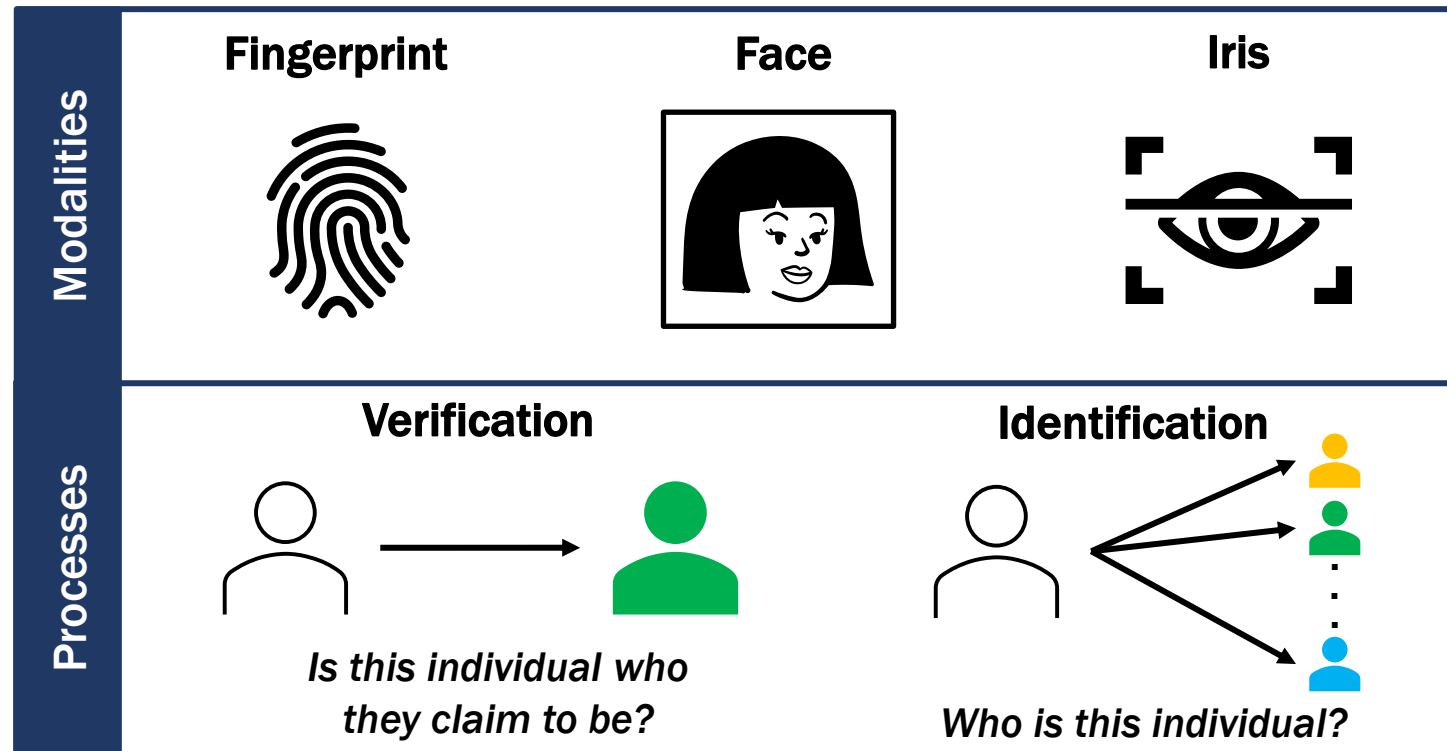 Modalities
Fingerprint
Face
Iris
Processes
Verification
Identification
Is this individual who
they claim to be?
Who is this individual?